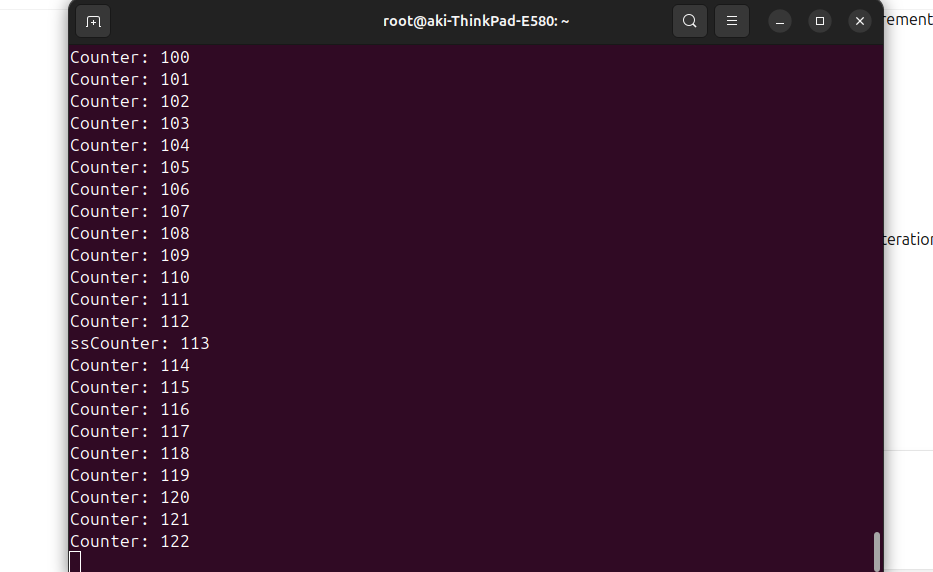 root@aki-ThinkPad-E580: ~
rement
Counter: 100
Counter: 101
Counter: 102
Counter: 103
Counter: 104
Counter: 105
Counter: 106
Counter: 107
Counter: 108
teration
Counter: 109
Counter: 110
Counter: 111
Counter: 112
ssCounter: 113
Counter: 114
Counter: 115
Counter: 116
Counter: 117
Counter: 118
Counter: 119
Counter: 120
Counter: 121
Counter: 122